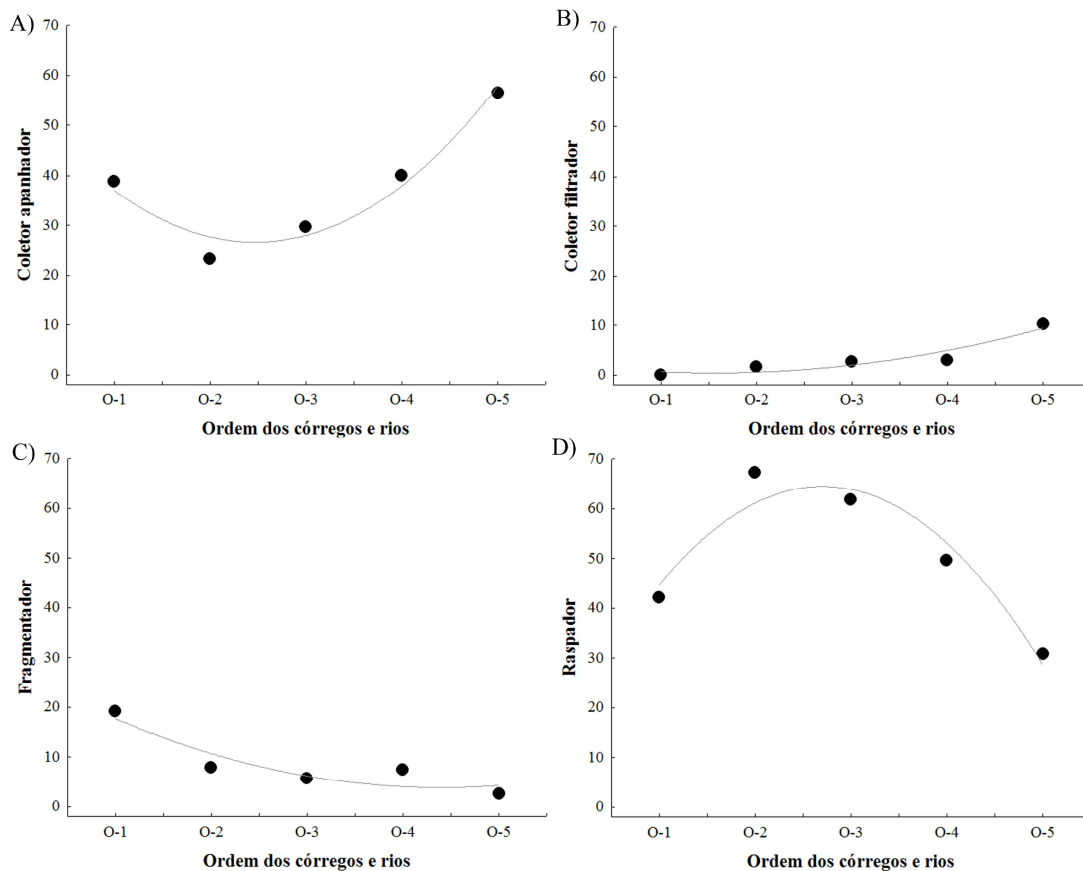 A)
70
60
50
40
30
20
10
0
Coletor apanhador
O-1 O-2 O-3 O-4 O-5
Ordem dos córregos e rios
B)
70
60
50
40
30
20
10
0
Coletor filtrador
O-1 O-2 O-3 O-4 O-5
Ordem dos córregos e rios
C)
70
60
50
40
30
20
10
0
Fragmentador
O-1 O-2 O-3 O-4 O-5
Ordem dos córregos e rios
D)
70
60
50
40
30
20
10
0
Raspador
O-1 O-2 O-3 O-4 O-5
Ordem dos córregos e rios